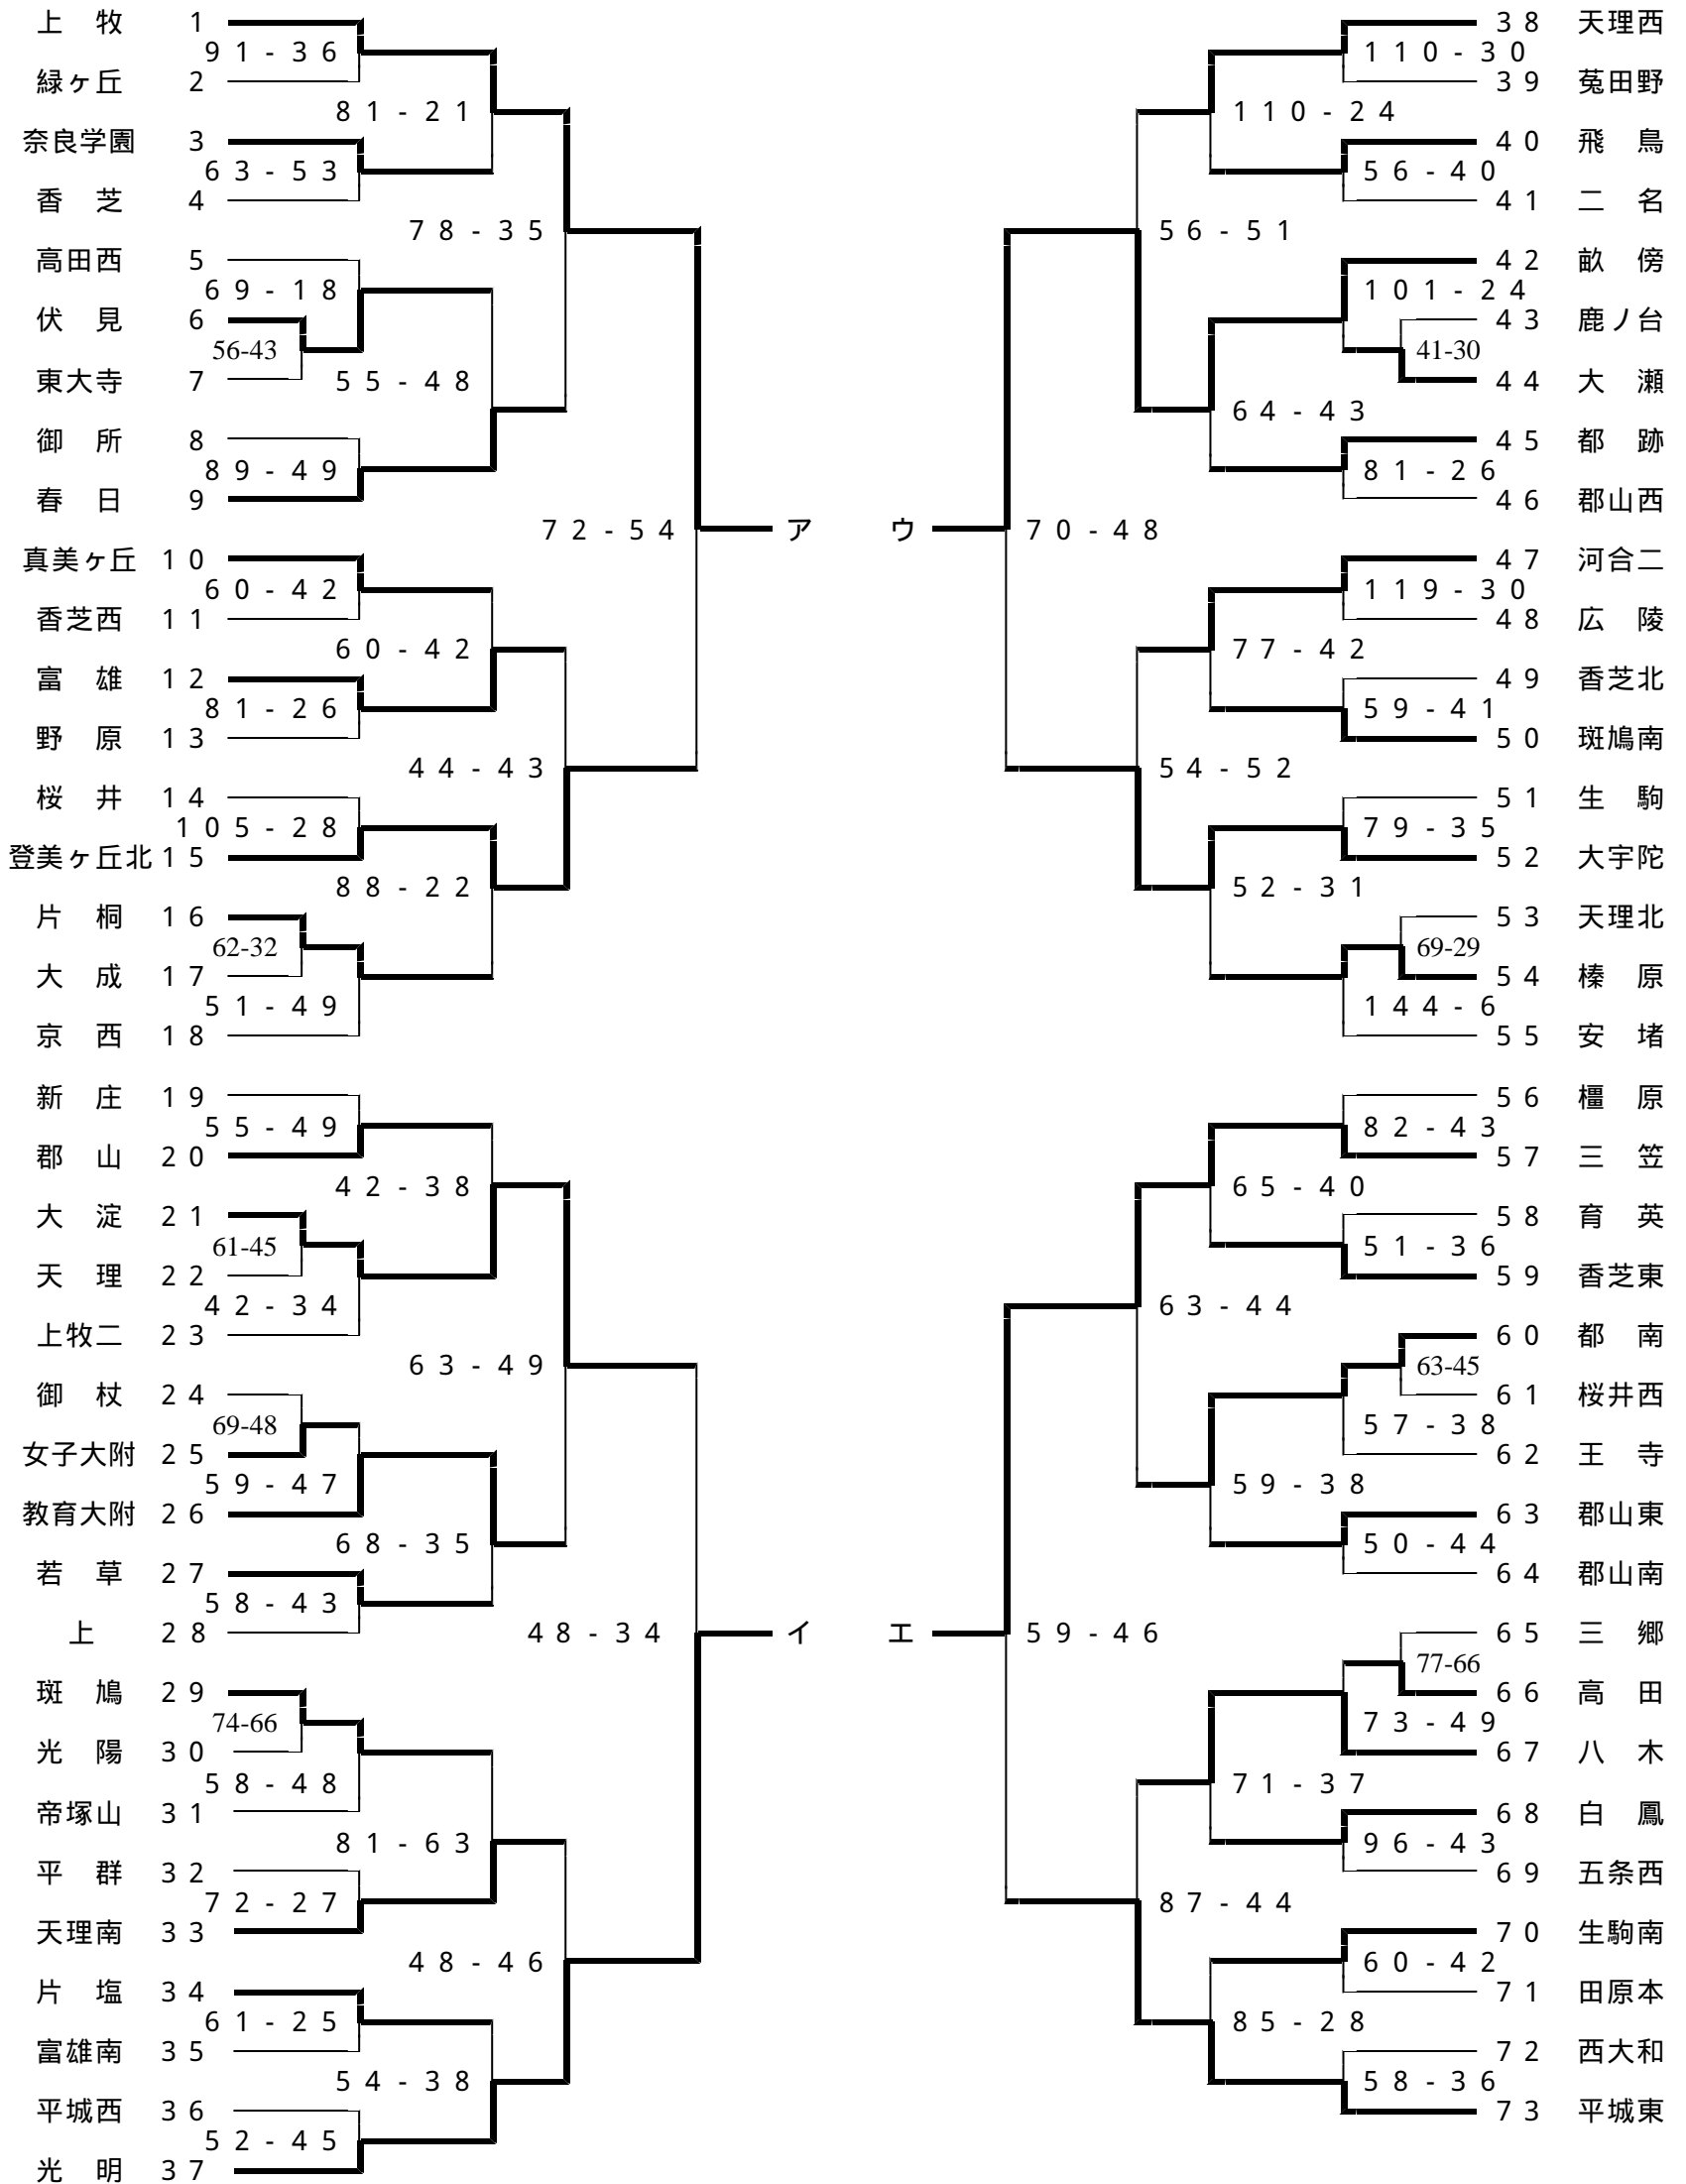 上　牧 1
91-36
緑ヶ丘 2
81-21
奈良学園 3
63-53
香　芝 4
78-35
高田西 5
69-18
伏　見 6
56-43
東大寺 7
55-48
御　所 8
89-49
春　日 9
72-54 ア
真美ヶ丘 10
60-42
香芝西 11
60-42
富　雄 12
81-26
野　原 13
44-43
桜　井 14
105-28
登美ヶ丘北 15
88-22
片　桐 16
62-32
大　成 17
51-49
京　西 18
新　庄 19
55-49
郡　山 20
42-38
大　淀 21
61-45
天　理 22
42-34
上牧二 23
63-49
御　杖 24
69-48
女子大附 25
59-47
教育大附 26
68-35
若　草 27
58-43
上 28
48-34 イ
斑　鳩 29
74-66
光　陽 30
58-48
帝塚山 31
81-63
平　群 32
72-27
天理南 33
48-46
片　塩 34
61-25
富雄南 35
54-38
平城西 36
52-45
光　明 37
38 天理西
110-30
39 菟田野
110-24
40 飛　鳥
56-40
41 二　名
56-51
42 畝　傍
101-24
43 鹿ノ台
41-30
44 大　瀬
64-43
45 都　跡
81-26
46 郡山西
ウ 70-48
47 河合二
119-30
48 広　陵
77-42
49 香芝北
59-41
50 斑鳩南
54-52
51 生　駒
79-35
52 大宇陀
52-31
53 天理北
69-29
54 榛　原
144-6
55 安　堵
56 橿　原
82-43
57 三　笠
65-40
58 育　英
51-36
59 香芝東
63-44
60 都　南
63-45
61 桜井西
57-38
62 王　寺
59-38
63 郡山東
50-44
64 郡山南
エ 59-46
65 三　郷
77-66
66 高　田
73-49
67 八　木
71-37
68 白　鳳
96-43
69 五条西
87-44
70 生駒南
60-42
71 田原本
85-28
72 西大和
58-36
73 平城東